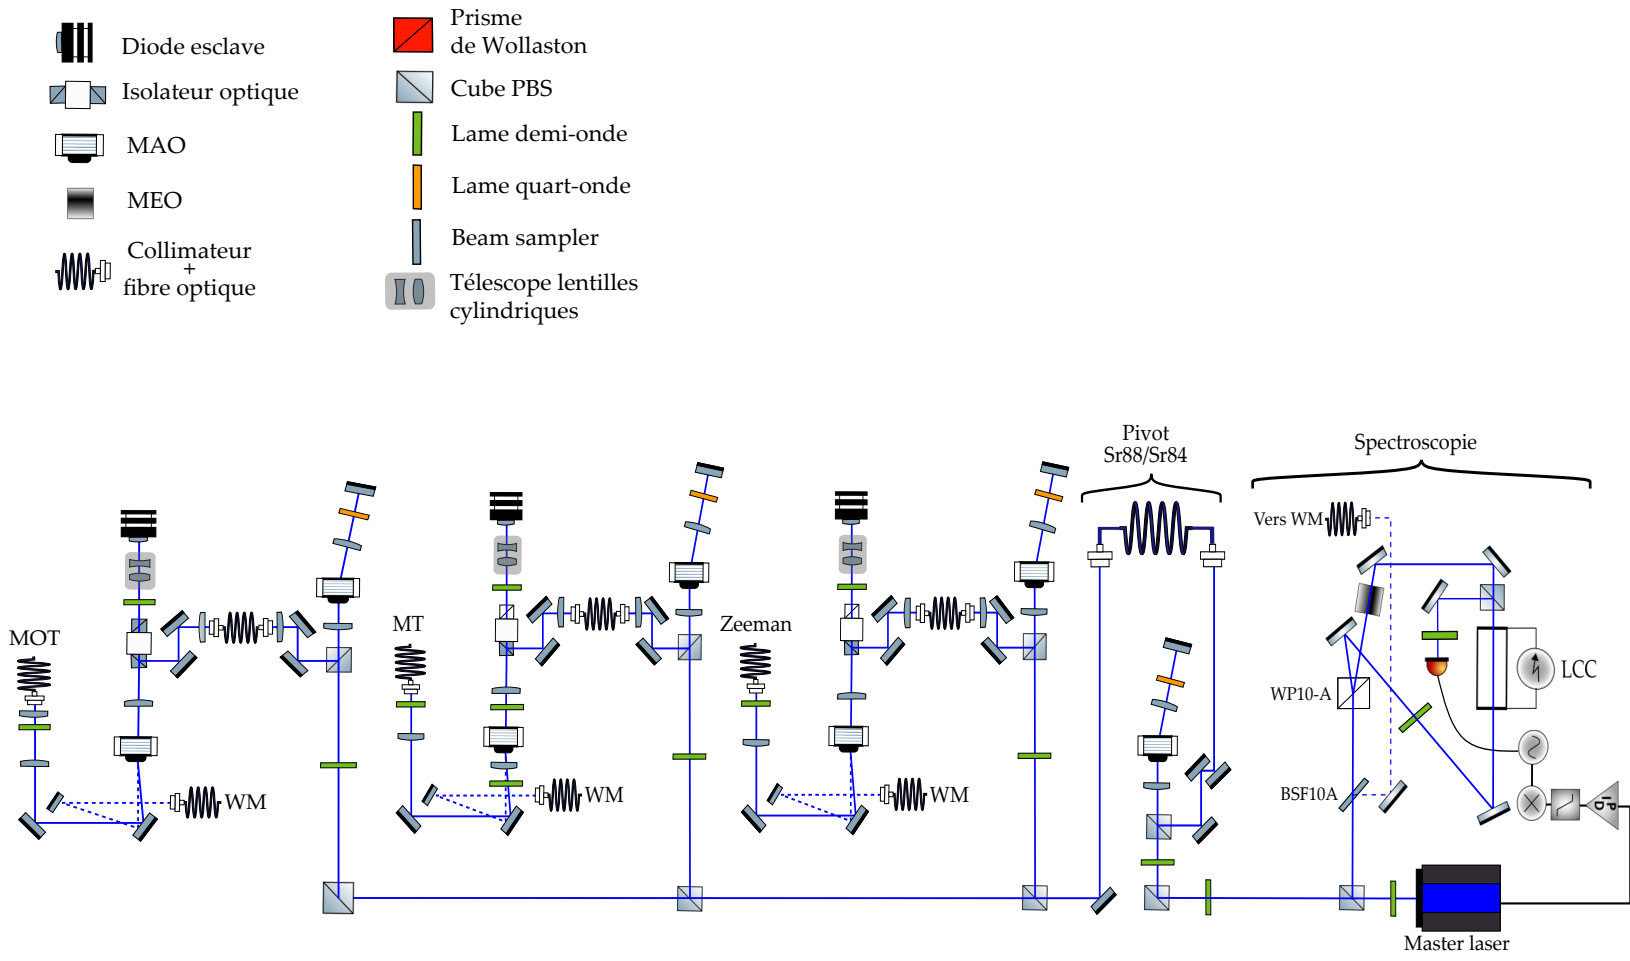 Diode esclave
Isolateur optique
MAO
MEO
Collimateur
+
fibre optique
Prisme
de Wollaston
Cube PBS
Lame demi-onde
Lame quart-onde
Beam sampler
Télescope lentilles
cylindriques
Pivot
Sr88/Sr84
Spectroscopie
Vers WM
MOT
MT
Zeeman
LCC
WP10-A
BSF10A
WM
WM
WM
I P
D
Master laser